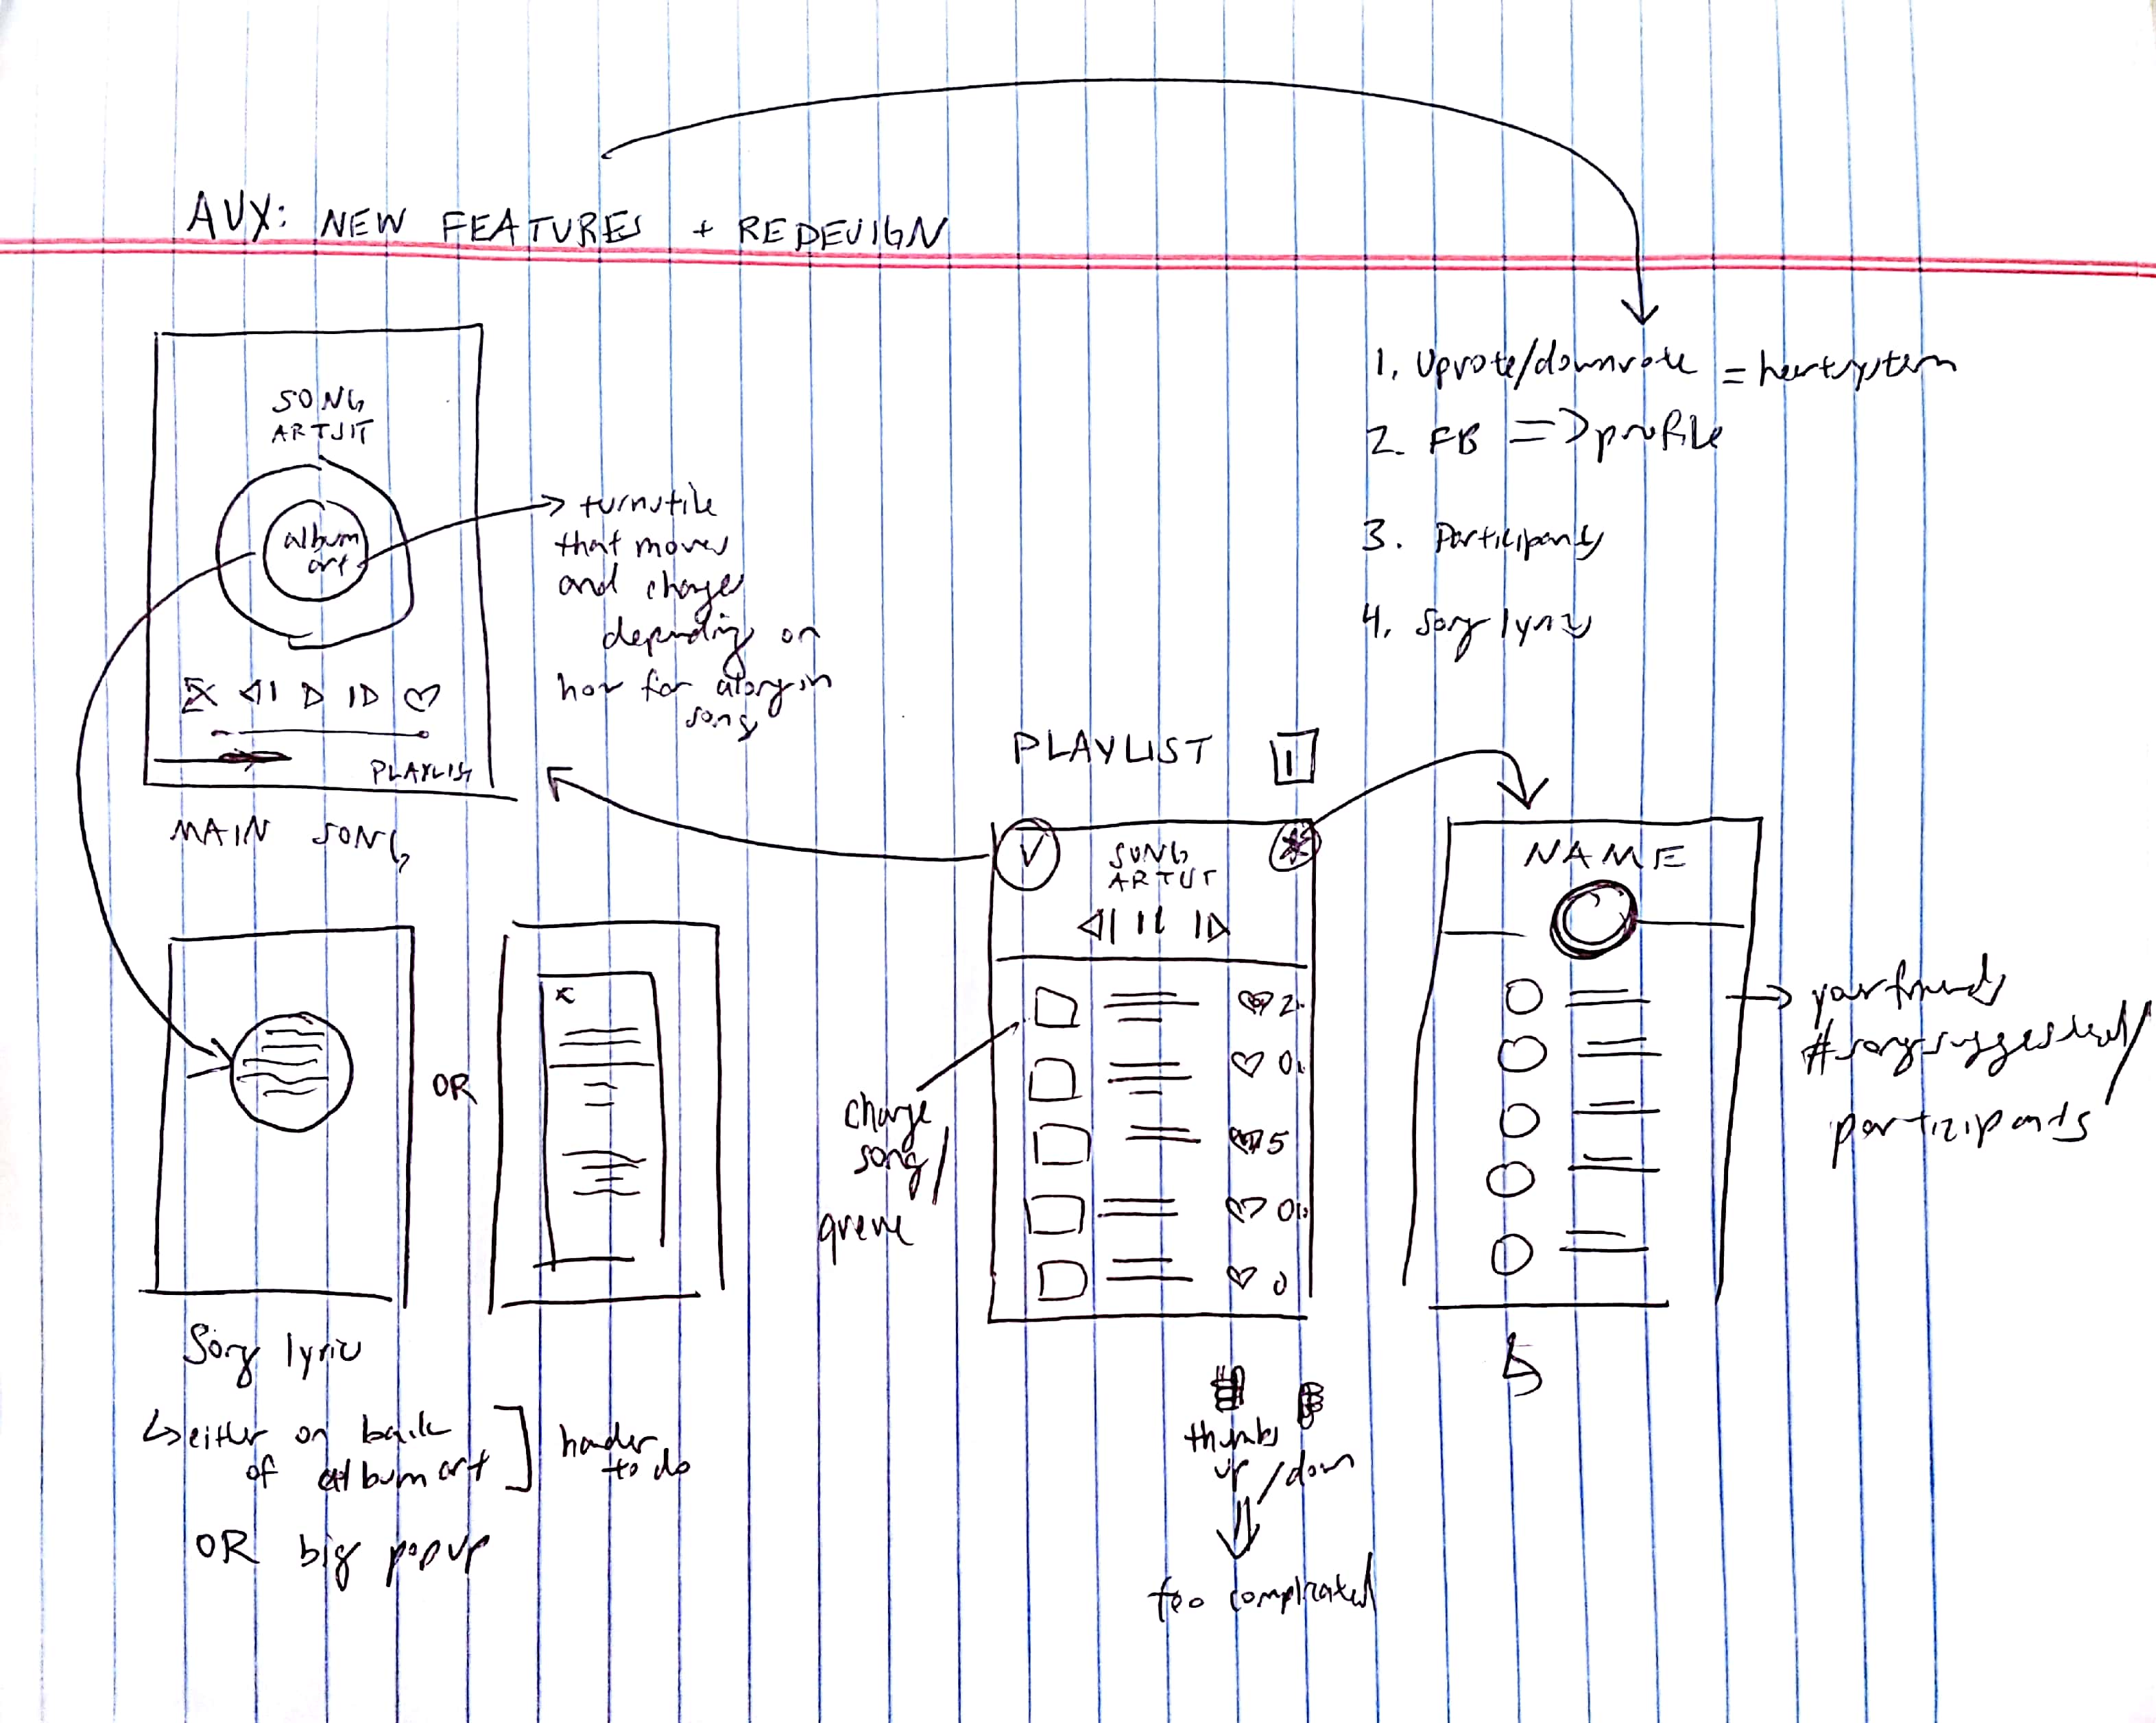 AUX: NEW FEATURES + REDESIGN
1. Upvote/downvote = heart system
2. FB => profile
3. Participants
4. Song lyrics
SONG
ARTIST
album
art
PLAYLIST
MAIN SONG
turnstile
that moves
and changes
depending on
how far along in
song
OR
Song lyric
↳ either on back
of album art
] harder
to do
OR big popup
PLAYLIST
V
SONG
ARTIST
2
0
5
0
0
change
song/
queue
thumbs
up /down
too complicated
NAME
→ your friends
#songs suggested/
participants